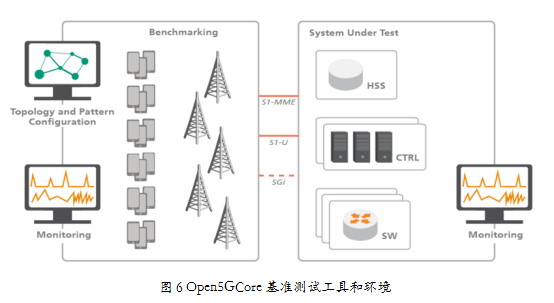 Benchmarking
System Under Test
Topology and Pattern
Configuration
Monitoring
S1-MME
S1-U
SGi
HSS
CTRL
SW
Monitoring
图 6 Open5GCore 基准测试工具和环境